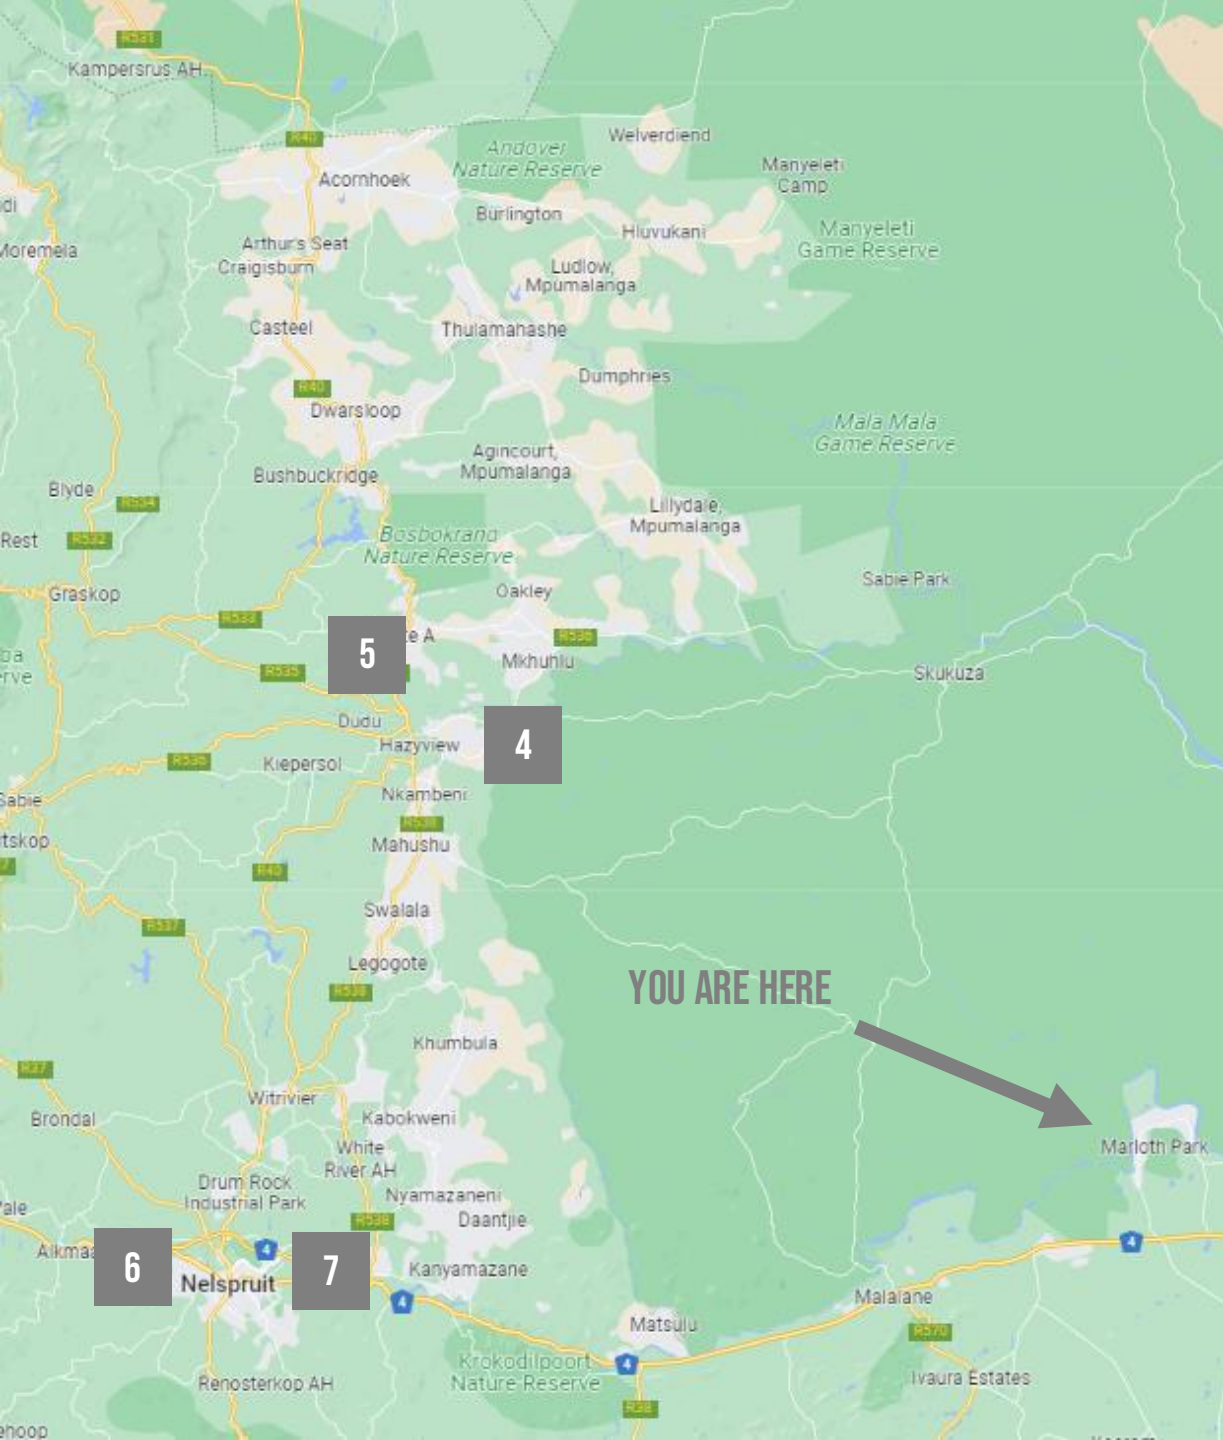 R531
Kampersrus AH
R40
Welverdiend
Andover
Nature Reserve
Manyeleti
Camp
Acornhoek
Burlington
Hluvukani
Manyeleti
Game Reserve
Moremela
Arthur's Seat
Craigisburn
Ludlow,
Mpumalanga
Casteel
Thulamahashe
Dumphries
R40
Dwarsloop
Mala Mala
Game Reserve
Agincourt,
Mpumalanga
Bushbuckridge
Blyde
R534
Lillydale,
Mpumalanga
Rest
R532
Bosbokrand
Nature Reserve
Sabie Park
Graskop
Oakley
R533
5
te A
R536
Mkhuhlu
R535
Skukuza
Dudu
Hazyview
4
R536
Kiepersol
Nkambeni
Sabie
R538
Mahushu
R40
Swalala
R537
Legogote
R538
YOU ARE HERE
Khumbula
R37
Witrivier
Brondal
Kabokweni
White
River AH
Marloth Park
Drum Rock
Industrial Park
Nyamazaneni
Daantjie
R538
4
Alkmaa
6
Nelspruit
4
7
Kanyamazane
4
Malalane
Matsulu
R570
4
Krokodilpoort
Nature Reserve
Renosterkop AH
Ivaura Estates
R38